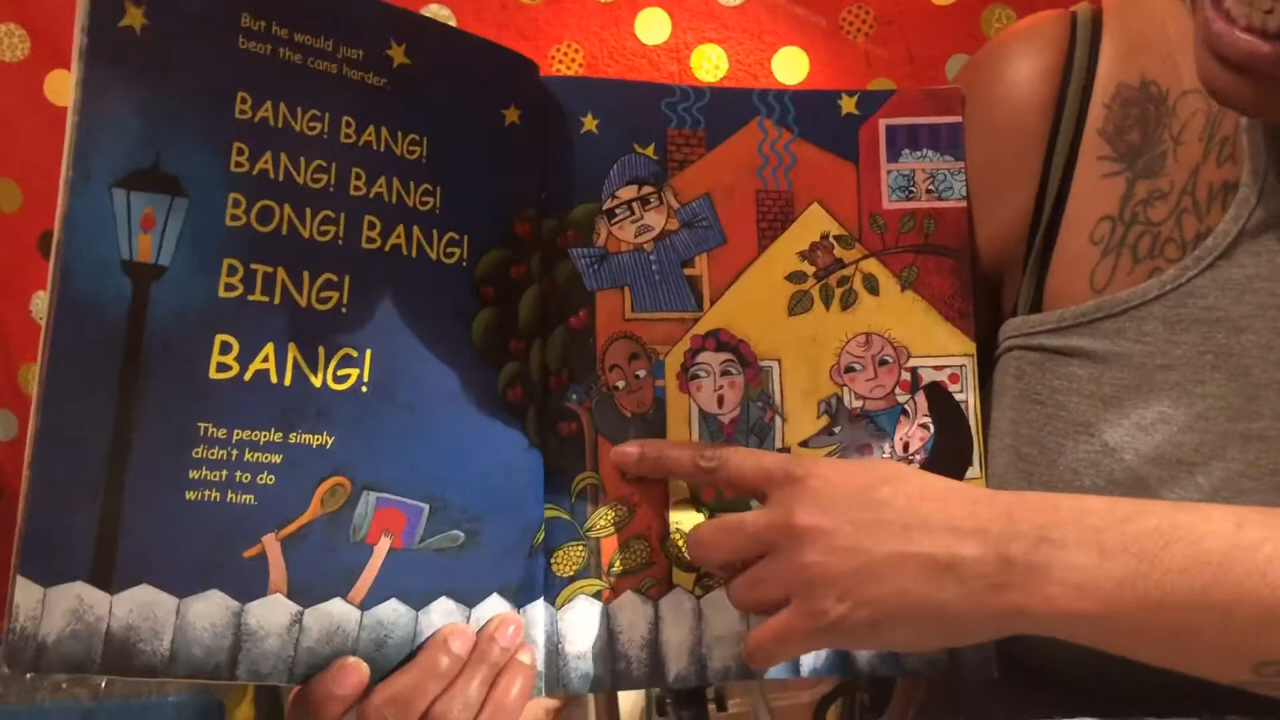 But he would just
beat the cans harder.
BANG! BANG!
BANG! BANG!
BONG! BANG!
BING!
BANG!
The people simply
didn't know
what to do
with him.